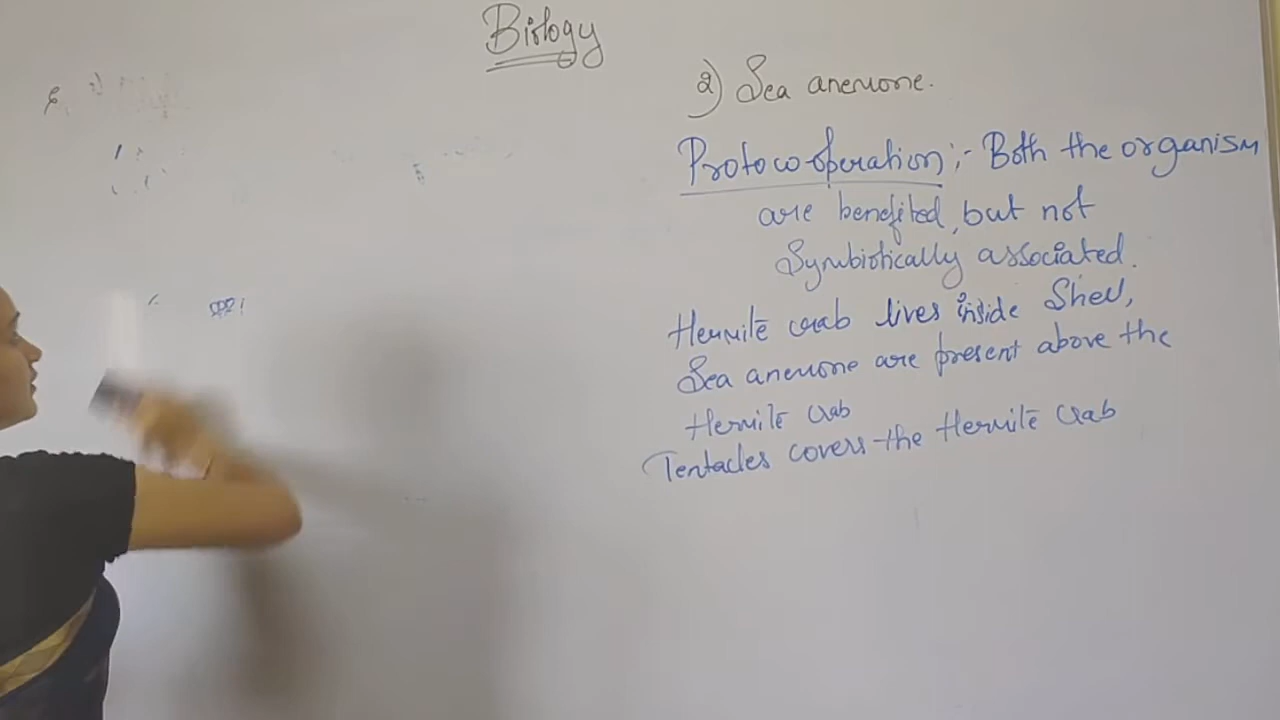 Biology
2) Sea anemone.
Protocooperation :- Both the organism
are benefited, but not
Symbiotically associated.
Hermite crab lives inside Shell,
Sea anemone are present above the
Hermite crab
Tentacles covers the Hermite crab